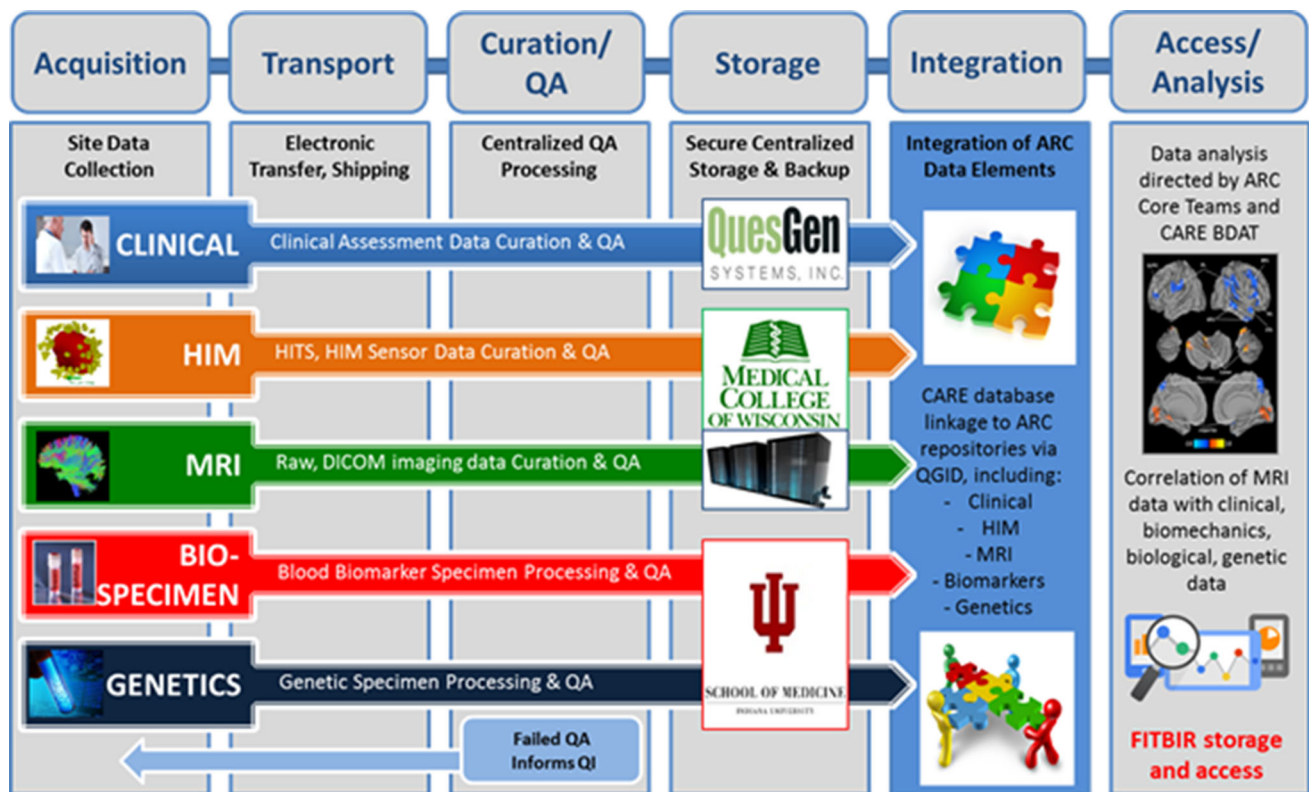 Acquisition
Transport
Curation/
QA
Storage
Integration
Access/
Analysis
Site Data
Collection
Electronic
Transfer, Shipping
Centralized QA
Processing
Secure Centralized
Storage & Backup
Integration of ARC
Data Elements
Data analysis
directed by ARC
Core Teams and
CARE BDAT
CLINICAL
Clinical Assessment Data Curation & QA
QuesGen
SYSTEMS, INC.
HIM
HITS, HIM Sensor Data Curation & QA
MEDICAL
COLLEGE
OF WISCONSIN
MRI
Raw, DICOM imaging data Curation & QA
BIO-
SPECIMEN
Blood Biomarker Specimen Processing & QA
GENETICS
Genetic Specimen Processing & QA
SCHOOL OF MEDICINE
INDIANA UNIVERSITY
CARE database
linkage to ARC
repositories via
QGID, including:
- Clinical
- HIM
- MRI
- Biomarkers
- Genetics
Correlation of MRI
data with clinical,
biomechanics,
biological, genetic
data
FITBIR storage
and access
Failed QA
Informs QI